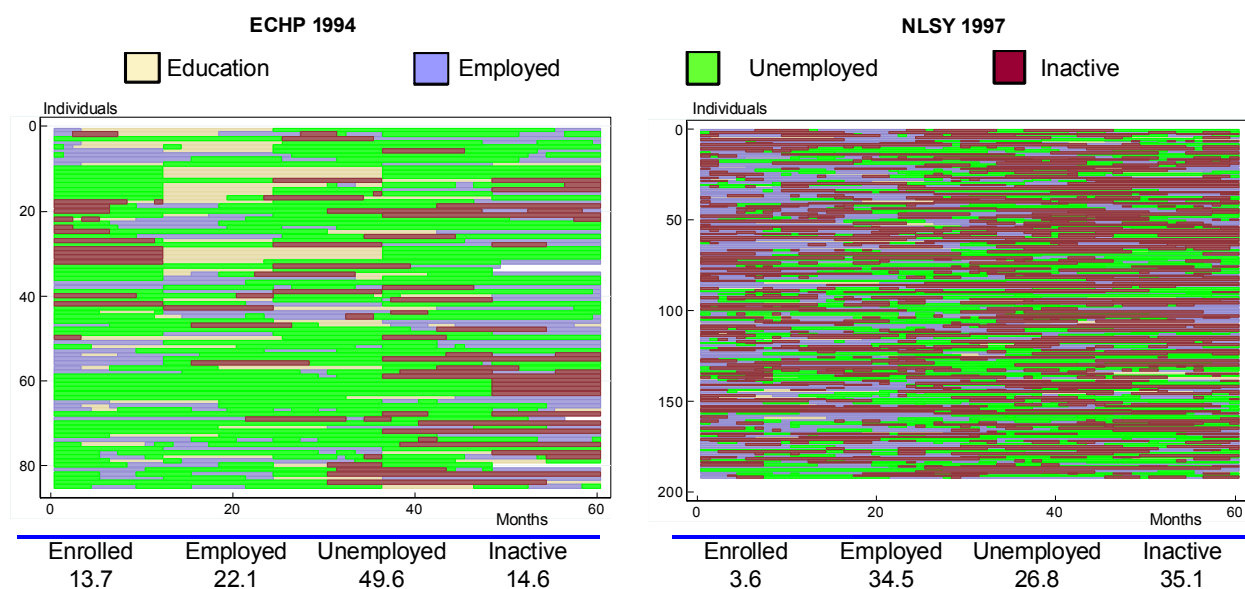 ECHP 1994
NLSY 1997
Education Employed Unemployed Inactive
Individuals
0
20
40
60
80
0 20 40 60
Months
Individuals
0
50
100
150
200
0 20 40 60
Months
Enrolled Employed Unemployed Inactive
13.7 22.1 49.6 14.6
Enrolled Employed Unemployed Inactive
3.6 34.5 26.8 35.1